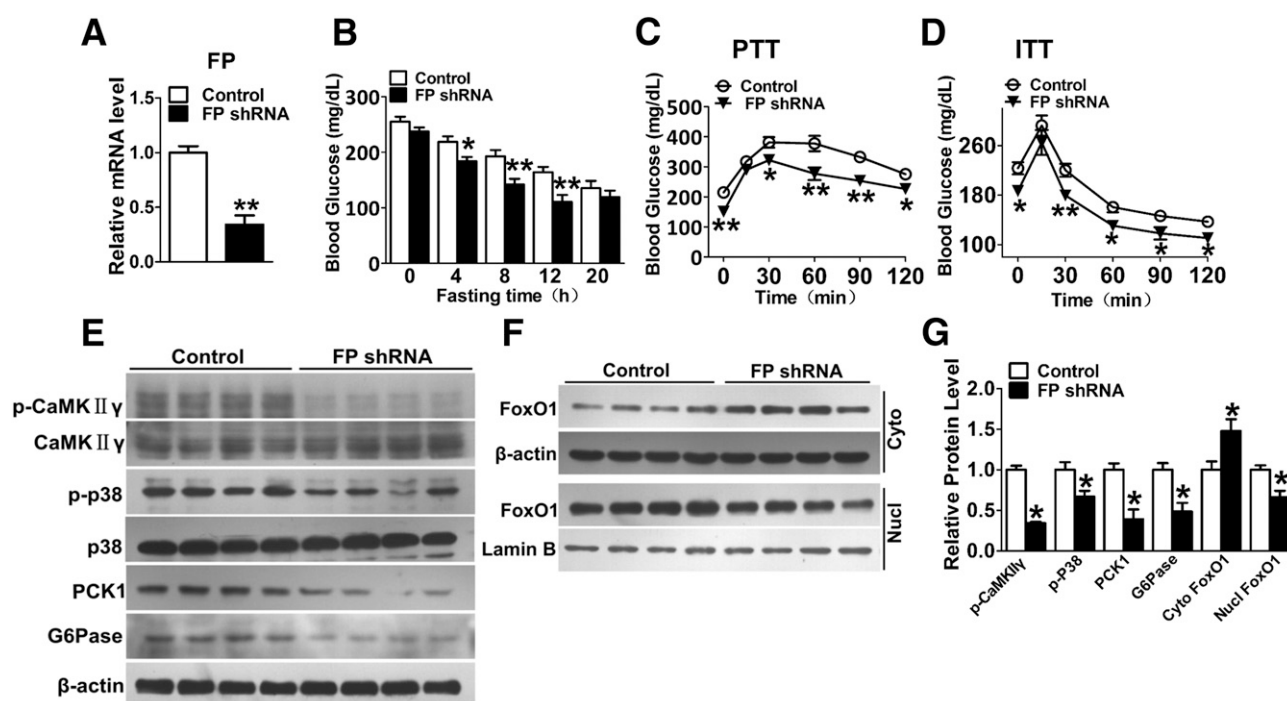 A
FP
Control
FP shRNA
Relative mRNA level
1.5
1.0
0.5
0.0
**
B
Control
FP shRNA
Blood Glucose (mg/dL)
300
200
100
0
* ** **
0 4 8 12 20
Fasting time (h)
C
PTT
Control
FP shRNA
Blood Glucose (mg/dL)
500
400
300
200
100
0
** * ** ** *
0 30 60 90 120
Time (min)
D
ITT
Control
FP shRNA
Blood Glucose (mg/dL)
260
180
100
* ** * * *
0 30 60 90 120
Time (min)
E
Control FP shRNA
p-CaMKⅡγ
CaMKⅡγ
p-p38
p38
PCK1
G6Pase
β-actin
F
Control FP shRNA
FoxO1
β-actin
Cyto
FoxO1
Lamin B
Nucl
G
Control
FP shRNA
Relative Protein Level
2.0
1.5
1.0
0.5
0.0
* * * * * *
p-CaMKIIγ
p-P38
PCK1
G6Pase
Cyto FoxO1
Nucl FoxO1